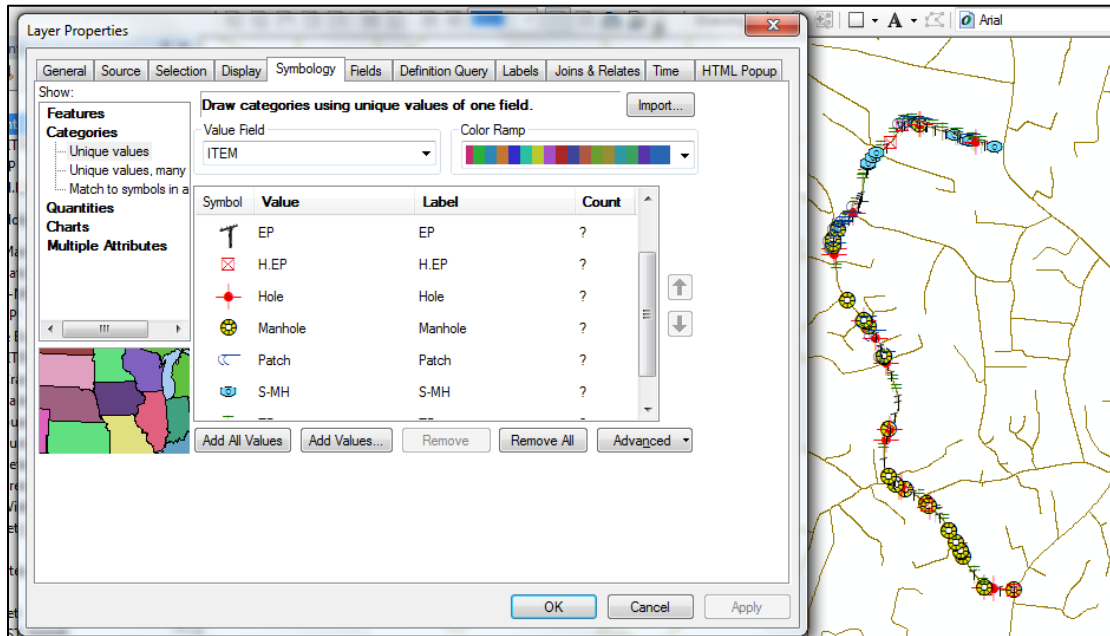 Layer Properties
Arial
General Source Selection Display Symbology Fields Definition Query Labels Joins & Relates Time HTML Popup
Show:
Features
Categories
Unique values
Unique values, many
Match to symbols in a
Quantities
Charts
Multiple Attributes
Draw categories using unique values of one field.
Import...
Value Field
ITEM
Color Ramp
Symbol Value Label Count
EP EP ?
H.EP H.EP ?
Hole Hole ?
Manhole Manhole ?
Patch Patch ?
S-MH S-MH ?
Add All Values Add Values... Remove Remove All Advanced
OK Cancel Apply